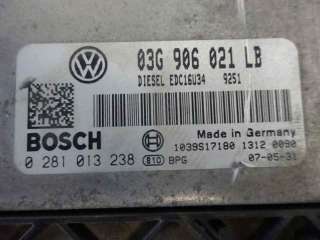 03G 906 021 LB
DIESEL EDC16U34 9251
BOSCH
Made in Germany
1039S17180 1312 0090
0 281 013 238 810 BPG 07-05-31